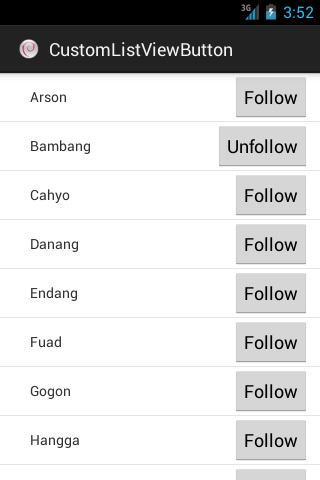 3G 3:52
CustomListViewButton
Arson Follow
Bambang Unfollow
Cahyo Follow
Danang Follow
Endang Follow
Fuad Follow
Gogon Follow
Hangga Follow